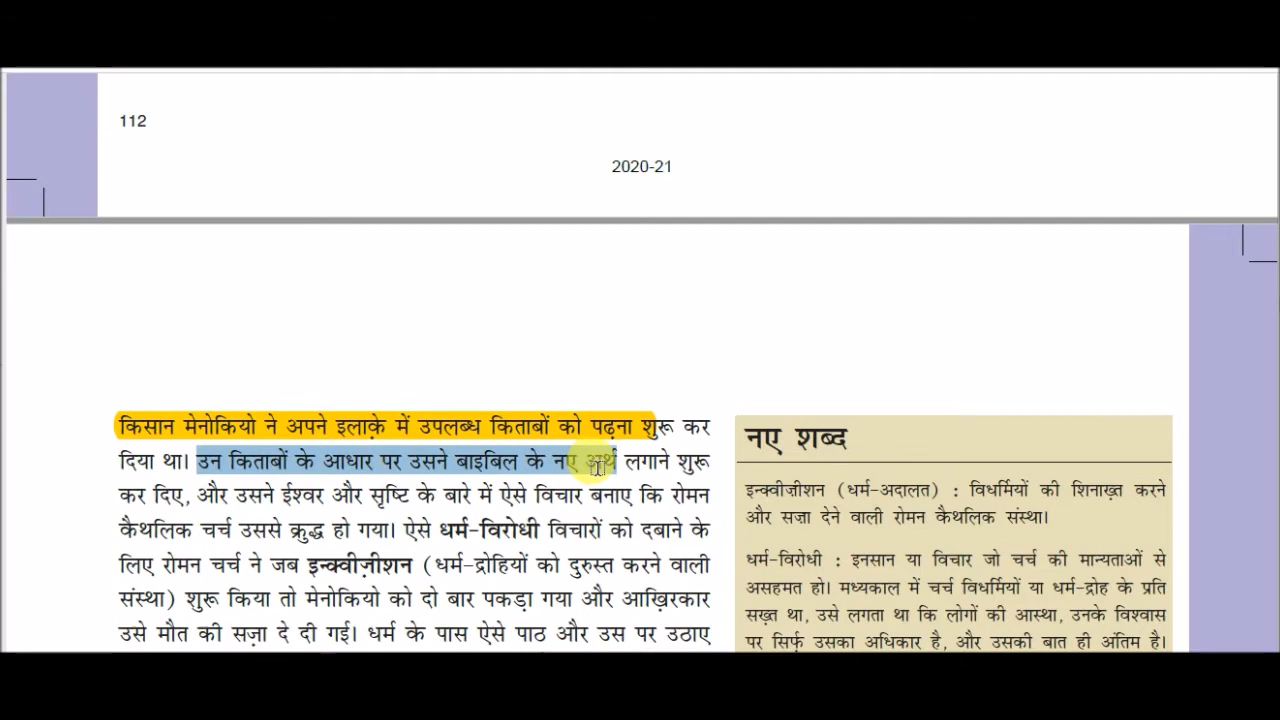 112
2020-21
किसान मेनोकियो ने अपने इलाक़े में उपलब्ध किताबों को पढ़ना शुरू कर
दिया था। उन किताबों के आधार पर उसने बाइबिल के नए अर्थ लगाने शुरू
कर दिए, और उसने ईश्वर और सृष्टि के बारे में ऐसे विचार बनाए कि रोमन
कैथलिक चर्च उससे क्रुद्ध हो गया। ऐसे धर्म-विरोधी विचारों को दबाने के
लिए रोमन चर्च ने जब इन्क्वीज़ीशन (धर्म-द्रोहियों को दुरुस्त करने वाली
संस्था) शुरू किया तो मेनोकियो को दो बार पकड़ा गया और आख़िरकार
उसे मौत की सज़ा दे दी गई। धर्म के पास ऐसे पाठ और उस पर उठाए
नए शब्द
इन्क्वीज़ीशन (धर्म-अदालत) : विधर्मियों की शिनाख़्त करने
और सज़ा देने वाली रोमन कैथलिक संस्था।
धर्म-विरोधी : इनसान या विचार जो चर्च की मान्यताओं से
असहमत हो। मध्यकाल में चर्च विधर्मियों या धर्म-द्रोह के प्रति
सख़्त था, उसे लगता था कि लोगों की आस्था, उनके विश्वास
पर सिर्फ़ उसका अधिकार है, और उसकी बात ही अंतिम है।